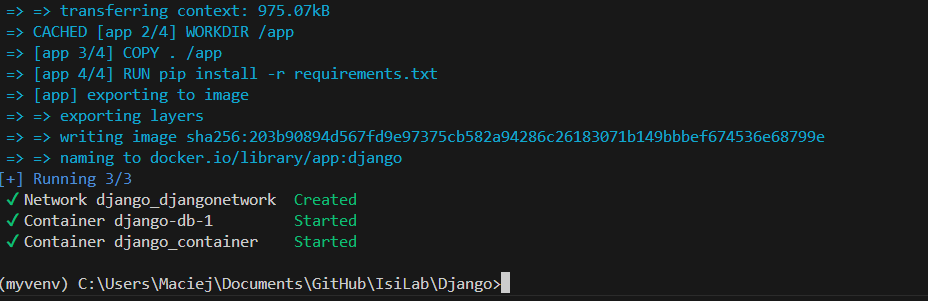 => => transferring context: 975.07kB
=> CACHED [app 2/4] WORKDIR /app
=> [app 3/4] COPY . /app
=> [app 4/4] RUN pip install -r requirements.txt
=> [app] exporting to image
=> => exporting layers
=> => writing image sha256:203b90894d567fd9e97375cb582a94286c26183071b149bbbef674536e68799e
=> => naming to docker.io/library/app:django
[+] Running 3/3
✓ Network django_djangonetwork Created
✓ Container django-db-1 Started
✓ Container django_container Started
(myvenv) C:\Users\Maciej\Documents\GitHub\IsiLab\Django>